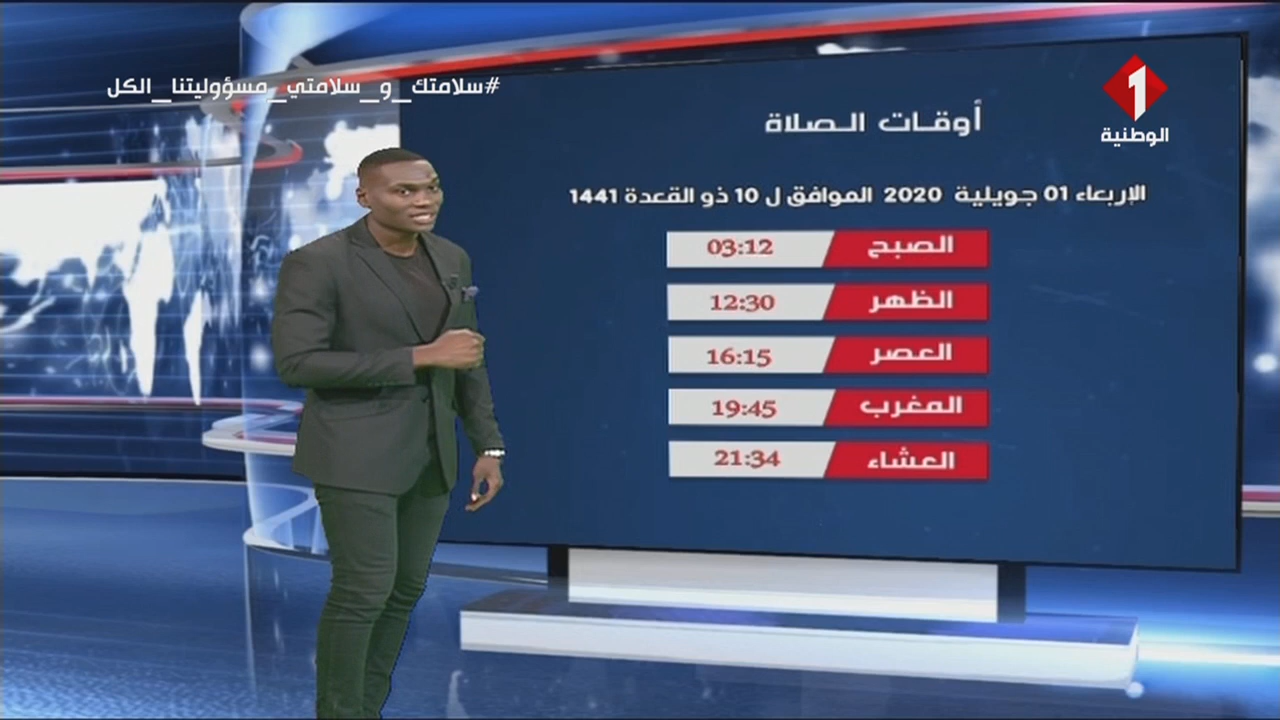 #سلامتك_و_سلامتي_مسؤوليتنا_الكل
1
الوطنية
أوقات الصلاة
الإربعاء 01 جويلية 2020 الموافق ل 10 ذو القعدة 1441
الصبح 03:12
الظهر 12:30
العصر 16:15
المغرب 19:45
العشاء 21:34